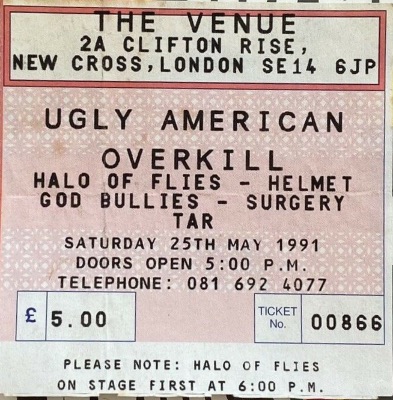 THE VENUE
2A CLIFTON RISE,
NEW CROSS, LONDON SE14 6JP
UGLY AMERICAN
OVERKILL
HALO OF FLIES - HELMET
GOD BULLIES - SURGERY
TAR
SATURDAY 25TH MAY 1991
DOORS OPEN 5:00 P.M.
TELEPHONE: 081 692 4077
£ 5.00
TICKET No. 00866
PLEASE NOTE: HALO OF FLIES
ON STAGE FIRST AT 6:00 P.M.